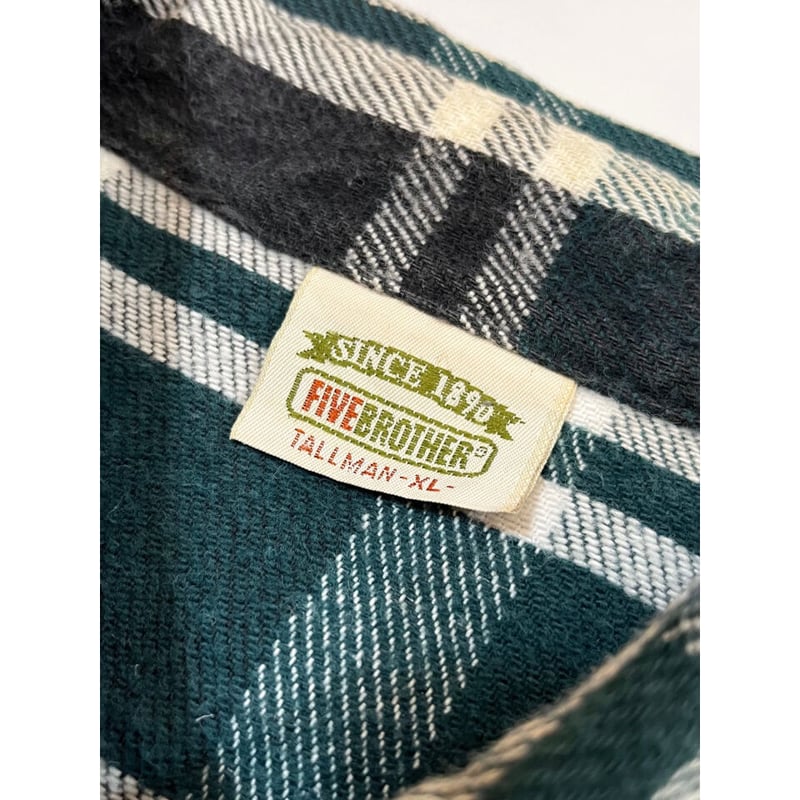 SINCE 1890
FIVEBROTHER®
TALLMAN -XL-